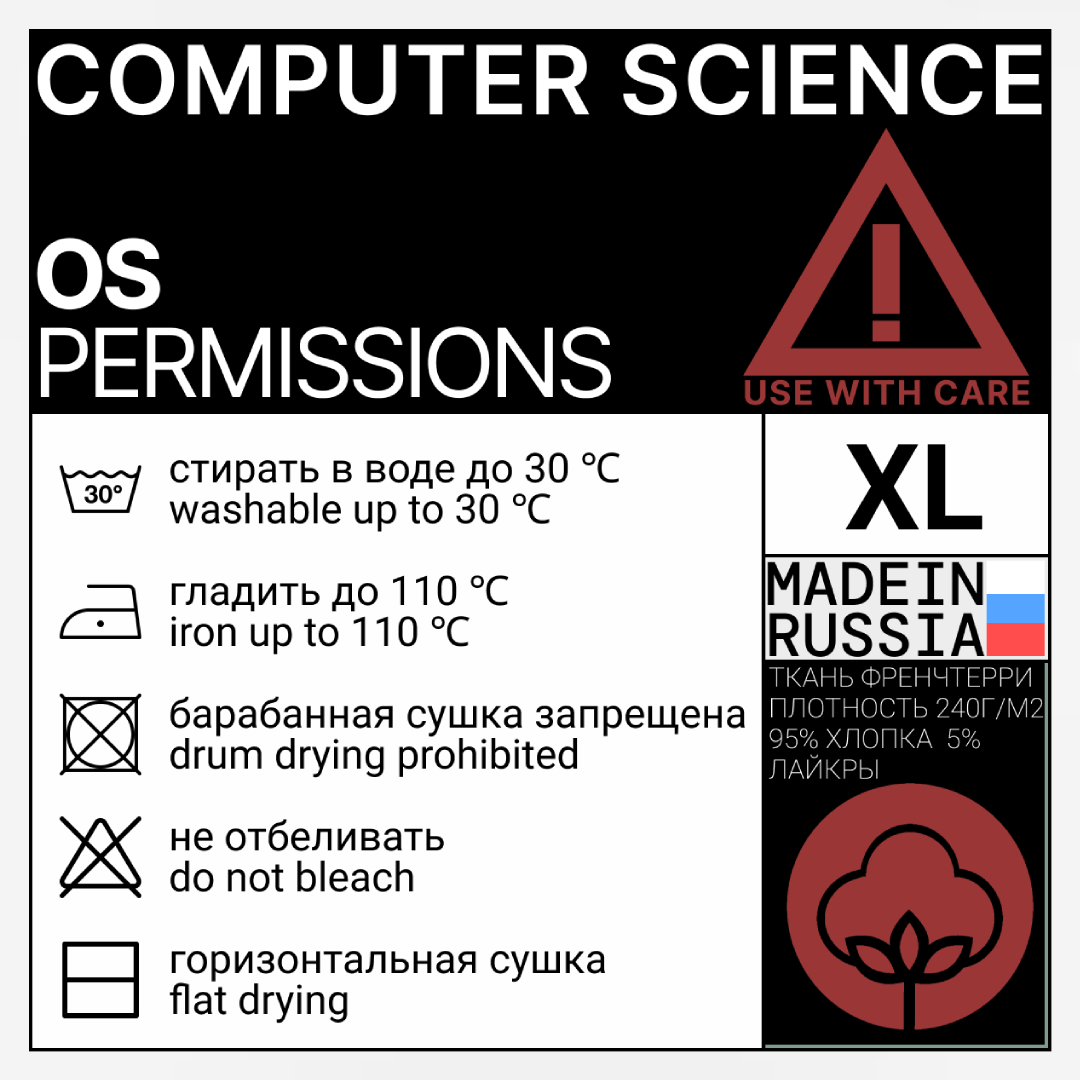 COMPUTER SCIENCE
OS
PERMISSIONS
USE WITH CARE
30°
стирать в воде до 30 ℃
washable up to 30 ℃
гладить до 110 ℃
iron up to 110 ℃
барабанная сушка запрещена
drum drying prohibited
не отбеливать
do not bleach
горизонтальная сушка
flat drying
XL
MADEIN
RUSSIA
ТКАНЬ ФРЕНЧТЕРРИ
ПЛОТНОСТЬ 240Г/М2
95% ХЛОПКА 5%
ЛАЙКРЫ